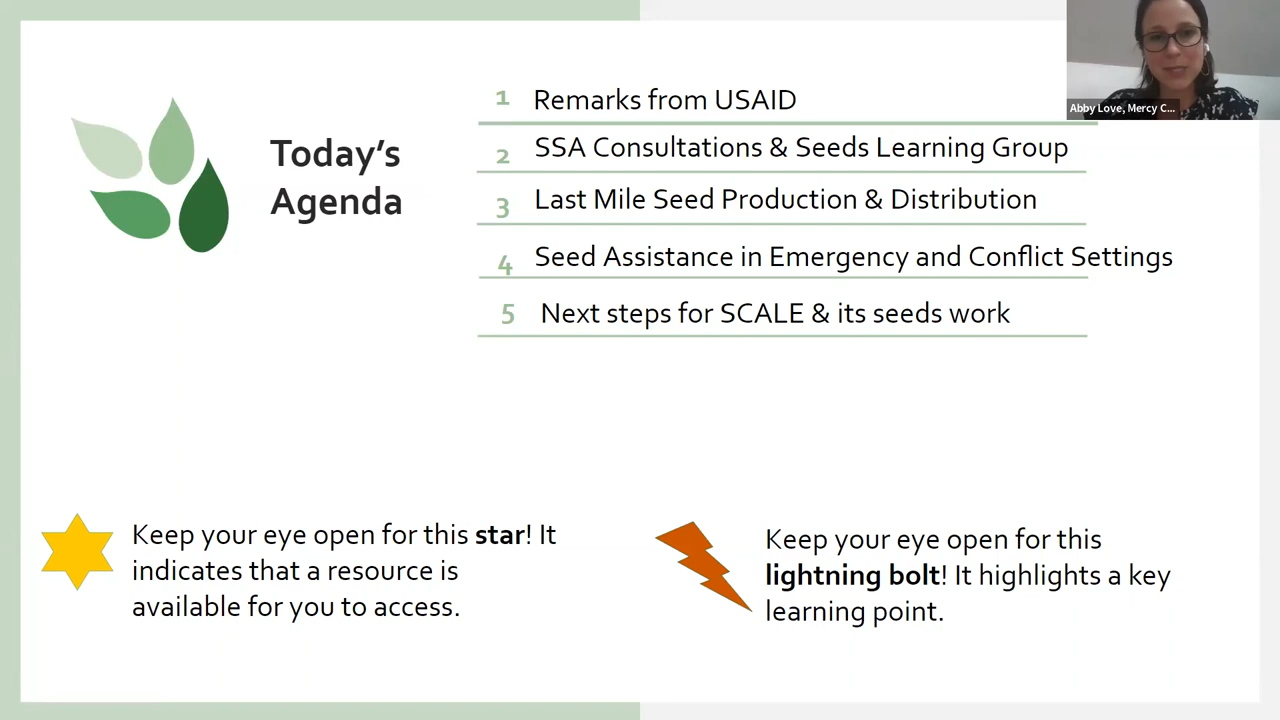 Abby Love, Mercy C...
Today's
Agenda
1 Remarks from USAID
2 SSA Consultations & Seeds Learning Group
3 Last Mile Seed Production & Distribution
4 Seed Assistance in Emergency and Conflict Settings
5 Next steps for SCALE & its seeds work
Keep your eye open for this star! It
indicates that a resource is
available for you to access.
Keep your eye open for this
lightning bolt! It highlights a key
learning point.